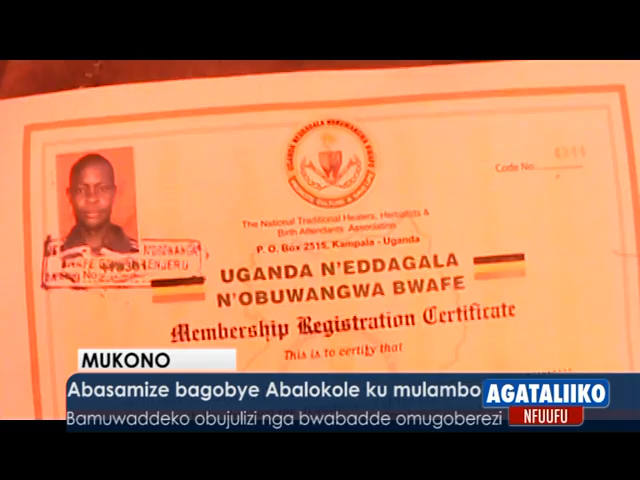 Code No:
The National Traditional Healers, Herbalists &
Birth Attendants Association
P. O. Box 2515, Kampala - Uganda
UGANDA N'EDDAGALA
N'OBUWANGWA BWAFE
Membership Registration Certificate
This is to certify that
MUKONO
Abasamize bagobye Abalokole ku mulambo
Bamuwaddeko obujulizi nga bwabadde omugoberezi
AGATALIIKO
NFUUFU